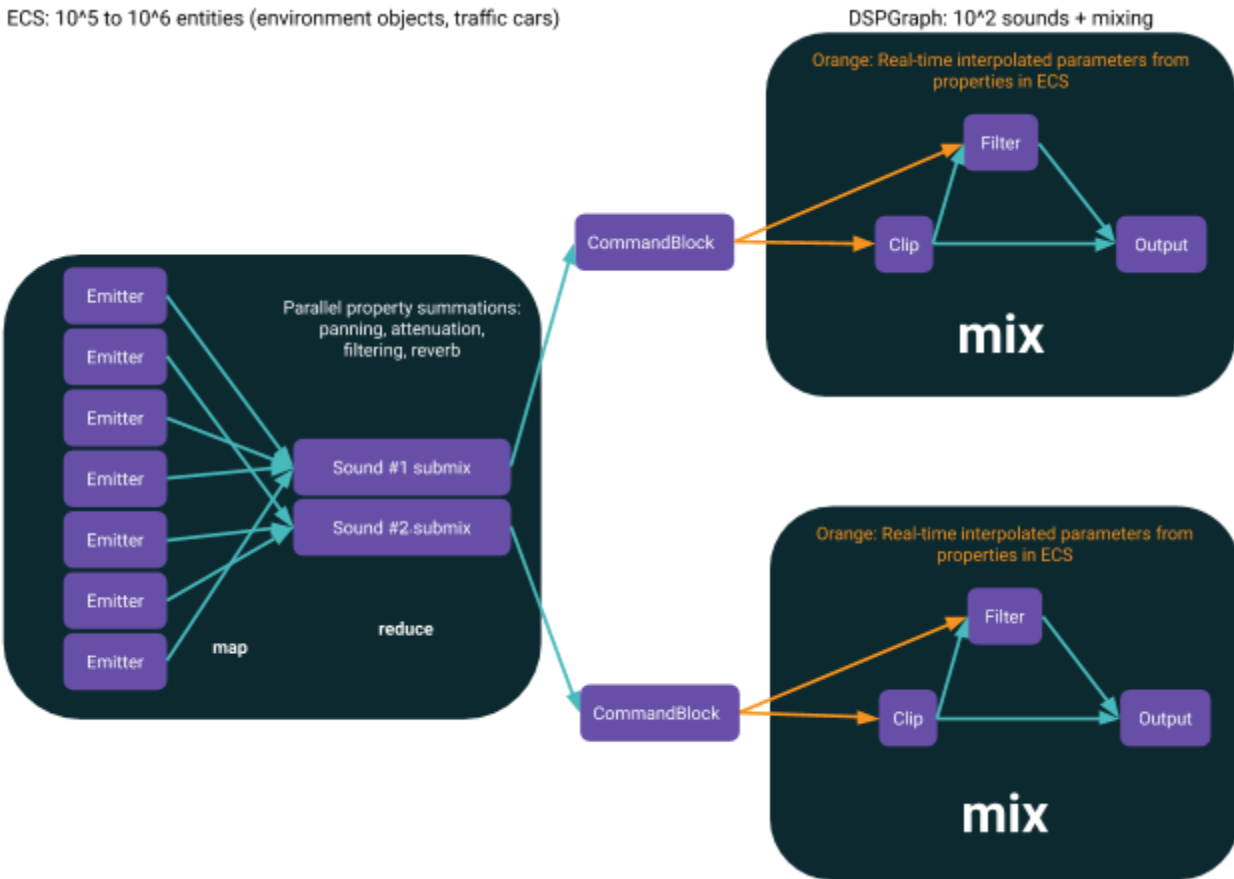 ECS: 10^5 to 10^6 entities (environment objects, traffic cars)
DSPGraph: 10^2 sounds + mixing
Emitter
Emitter
Emitter
Emitter
Emitter
Emitter
Emitter
Parallel property summations:
panning, attenuation,
filtering, reverb
Sound #1 submix
Sound #2 submix
map
reduce
CommandBlock
Orange: Real-time interpolated parameters from
properties in ECS
Filter
Clip
Output
mix
CommandBlock
Orange: Real-time interpolated parameters from
properties in ECS
Filter
Clip
Output
mix